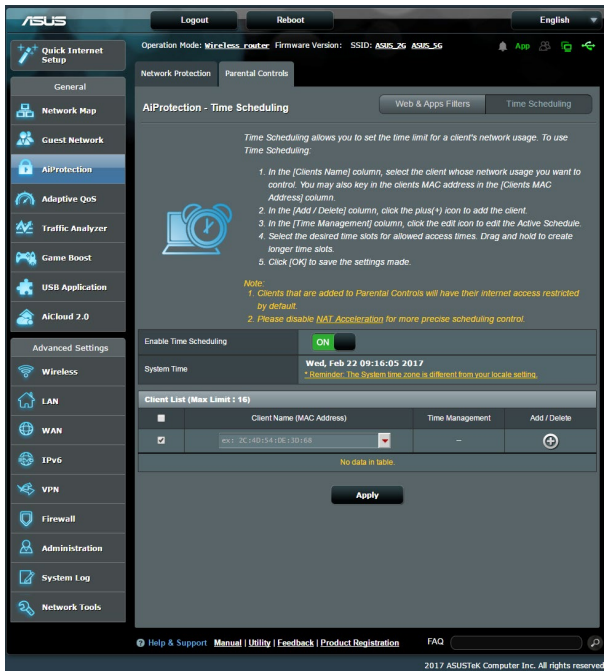 ASUS
Logout
Reboot
English
Quick Internet Setup
Operation Mode: Wireless router Firmware Version: SSID: ASUS_2G ASUS_5G
App
Network Protection
Parental Controls
General
Network Map
Guest Network
AiProtection
Adaptive QoS
Traffic Analyzer
Game Boost
USB Application
AiCloud 2.0
Advanced Settings
Wireless
LAN
WAN
IPv6
VPN
Firewall
Administration
System Log
Network Tools
AiProtection - Time Scheduling
Web & Apps Filters
Time Scheduling
Time Scheduling allows you to set the time limit for a client's network usage. To use
Time Scheduling:
1. In the [Clients Name] column, select the client whose network usage you want to
control. You may also key in the clients MAC address in the [Clients MAC
Address] column.
2. In the [Add / Delete] column, click the plus(+) icon to add the client.
3. In the [Time Management] column, click the edit icon to edit the Active Schedule.
4. Select the desired time slots for allowed access times. Drag and hold to create
longer time slots.
5. Click [OK] to save the settings made.
Note:
1. Clients that are added to Parental Controls will have their internet access restricted
by default.
2. Please disable NAT Acceleration for more precise scheduling control.
Enable Time Scheduling
ON
System Time
Wed, Feb 22 09:16:05 2017
* Reminder: The System time zone is different from your locale setting.
Client List (Max Limit : 16)
Client Name (MAC Address)
Time Management
Add / Delete
ex: 2C:4D:54:DE:3D:68
–
No data in table.
Apply
Help & Support Manual | Utility | Feedback | Product Registration FAQ
2017 ASUSTeK Computer Inc. All rights reserved